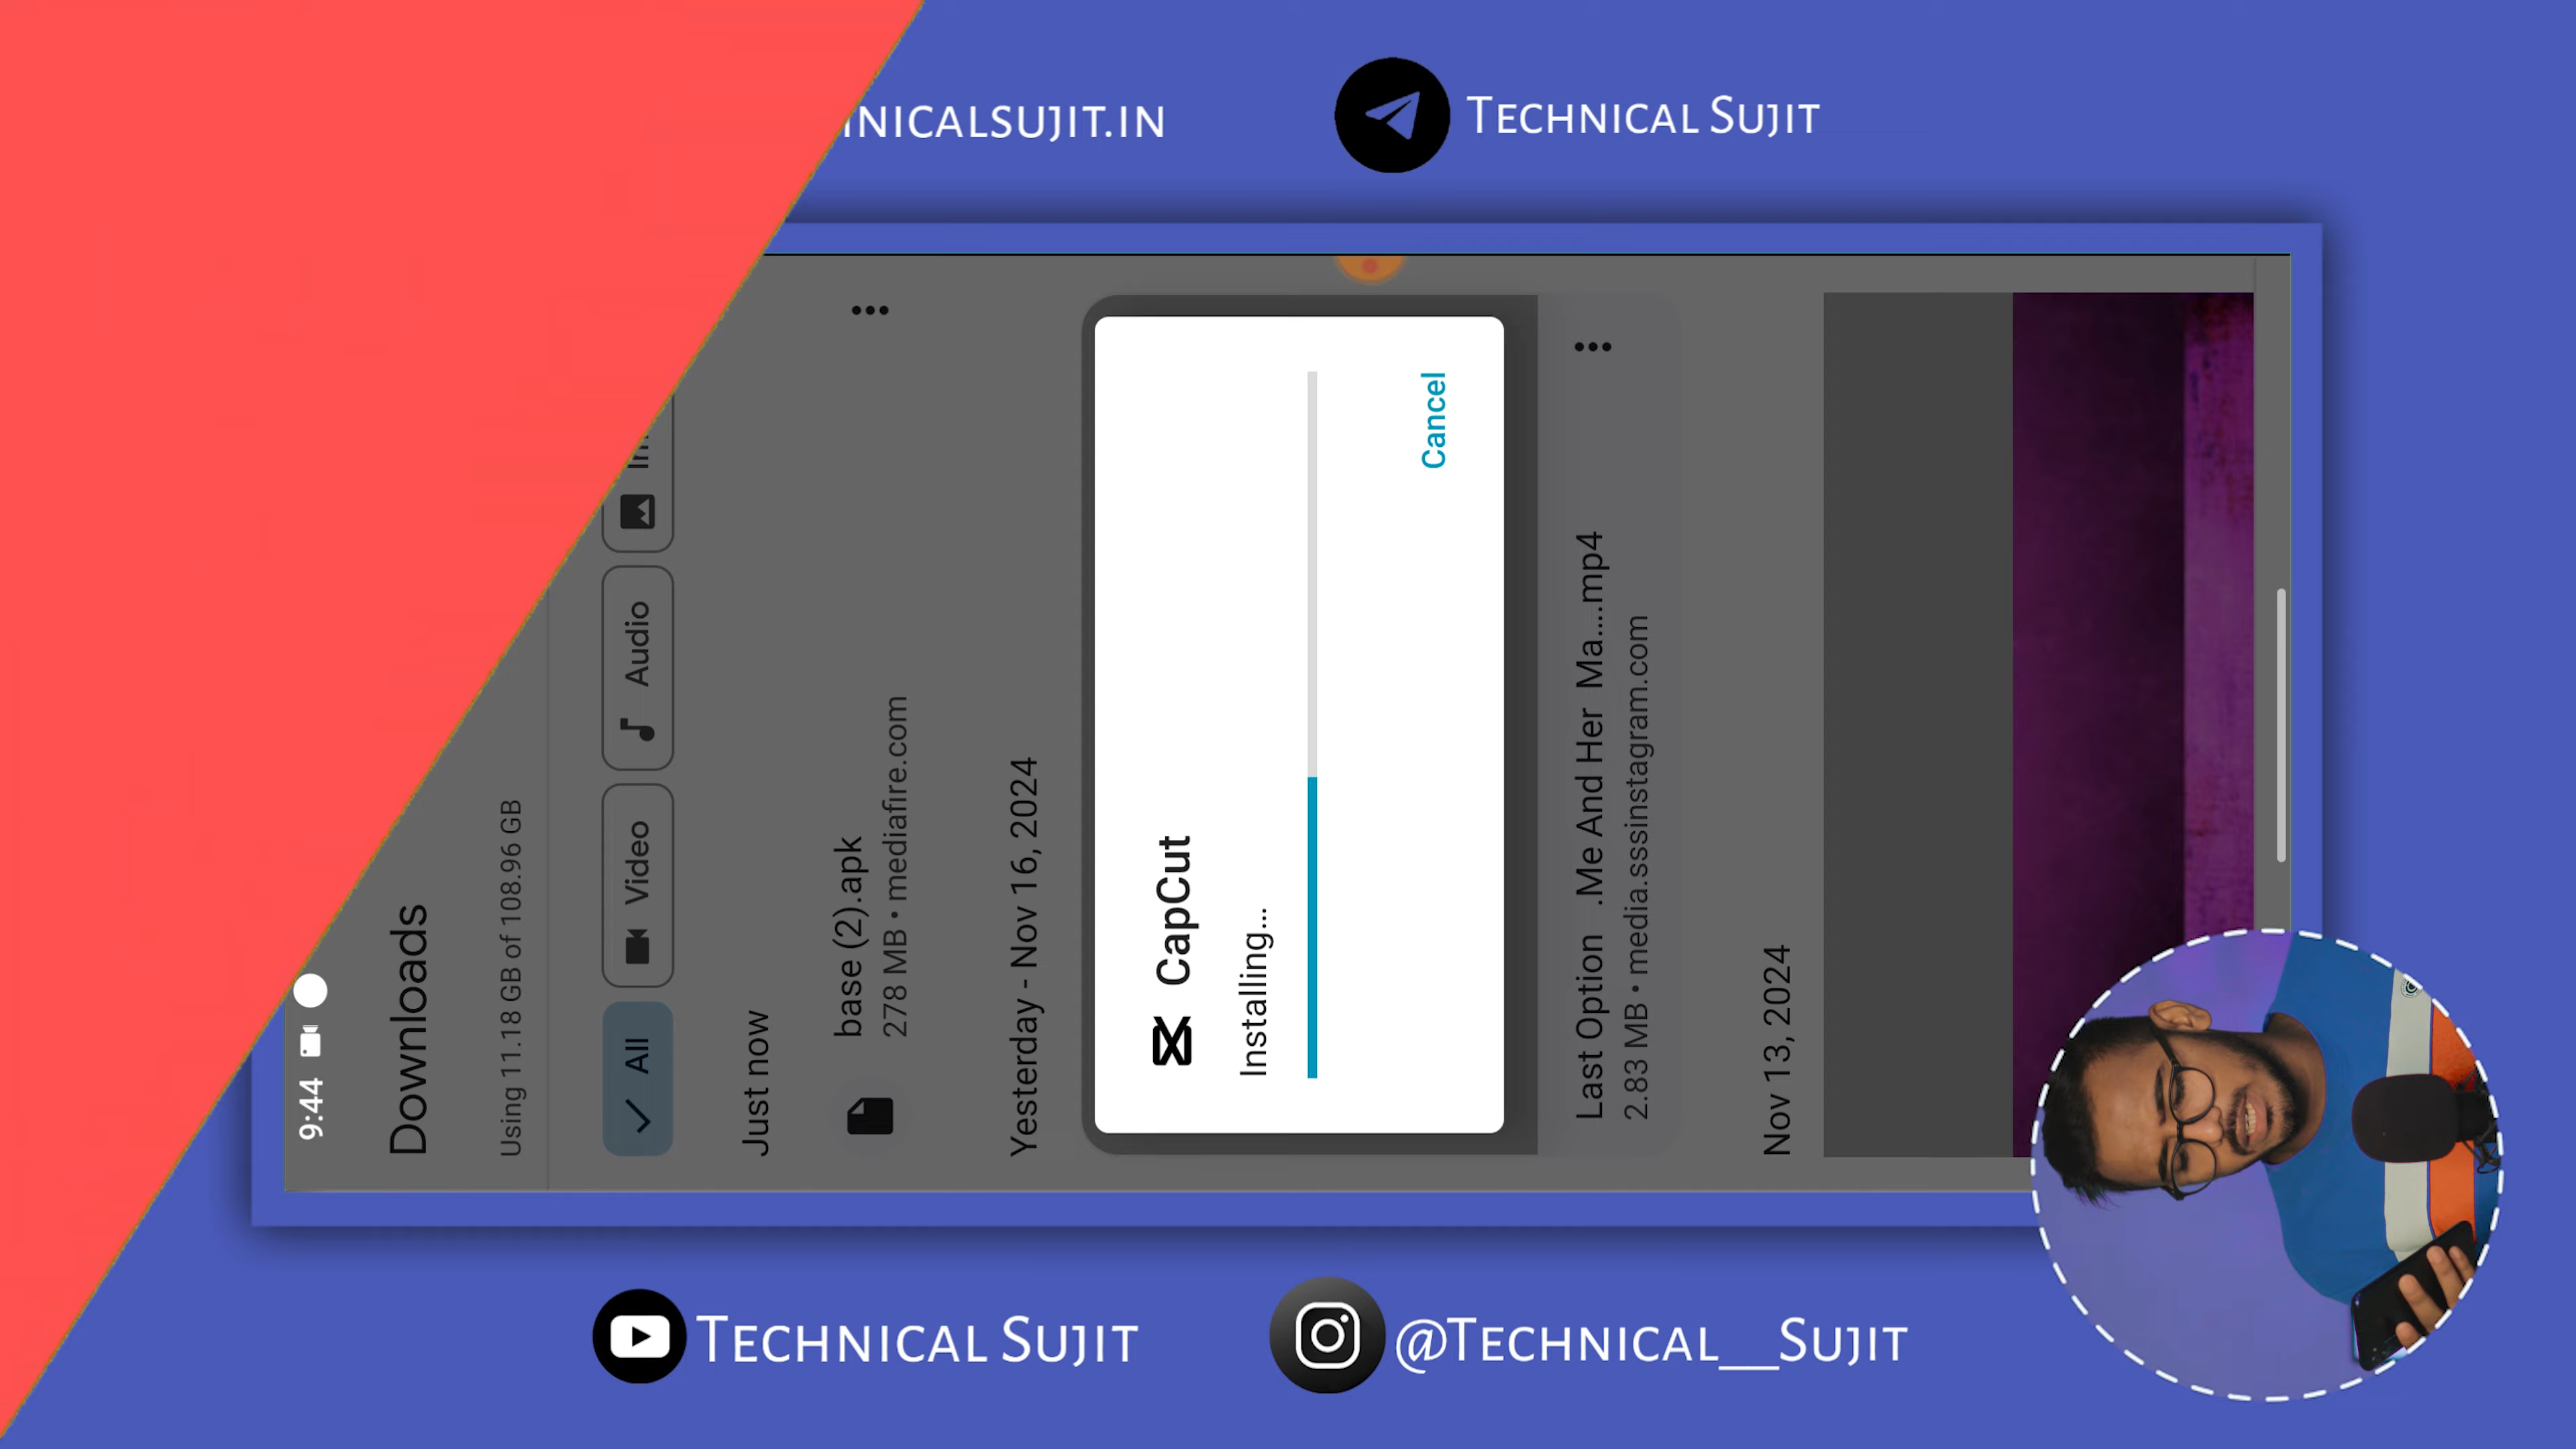 INICALSUJIT.IN
TECHNICAL SUJIT
9:44
Downloads
Using 11.18 GB of 108.96 GB
All
Video
Audio
Just now
base (2).apk
278 MB • mediafire.com
Yesterday - Nov 16, 2024
CapCut
Installing...
Cancel
Last Option .Me And Her Ma....mp4
2.83 MB • media.sssinstagram.com
Nov 13, 2024
TECHNICAL SUJIT
@TECHNICAL__SUJIT